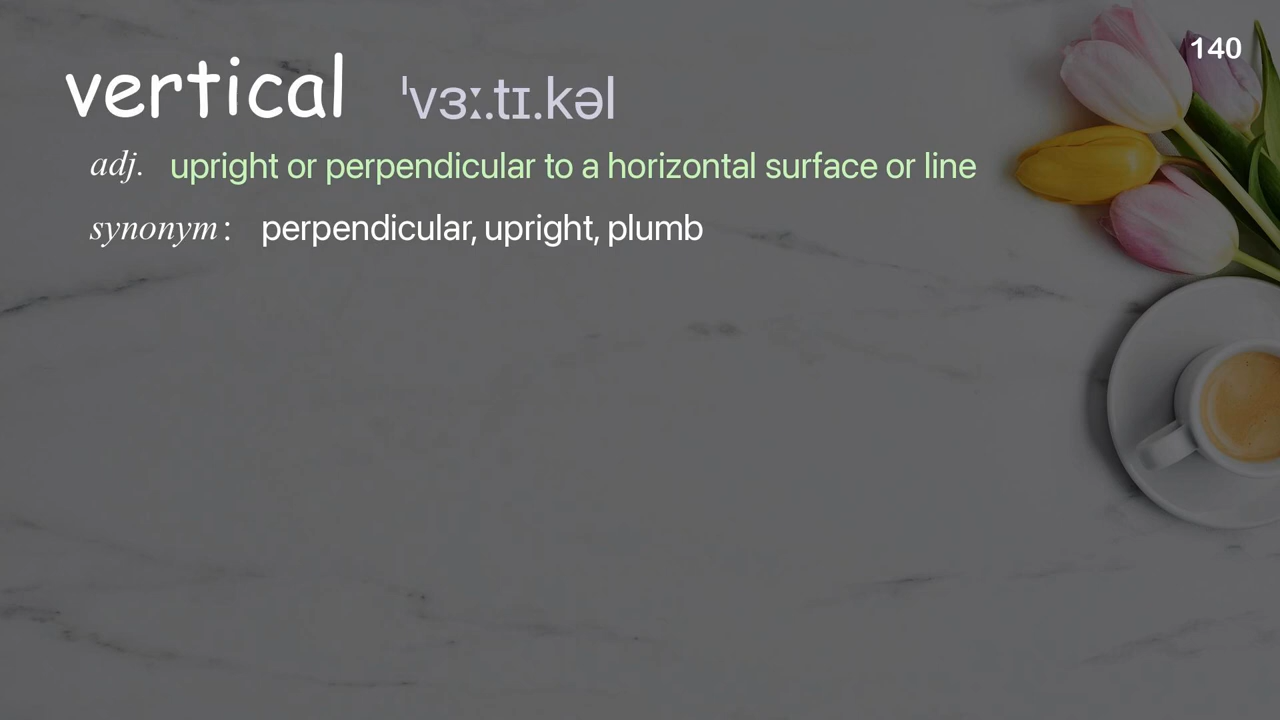 140
vertical ˈvɜː.tɪ.kəl
adj. upright or perpendicular to a horizontal surface or line
synonym: perpendicular, upright, plumb